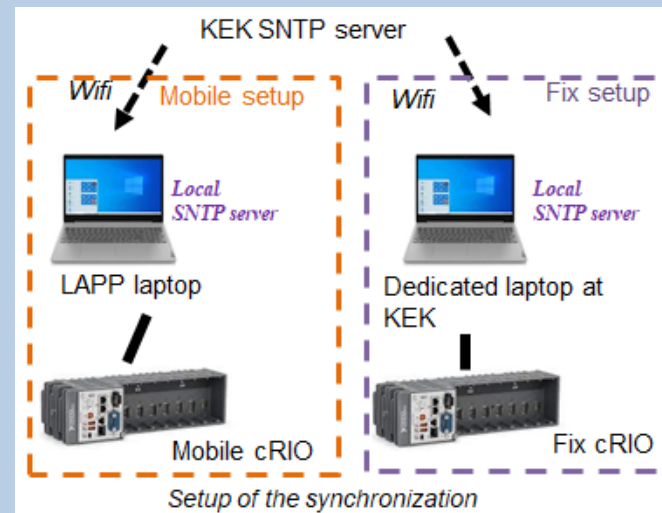 KEK SNTP server
Wifi
Mobile setup
Wifi
Fix setup
Local
SNTP server
Local
SNTP server
LAPP laptop
Dedicated laptop at
KEK
Mobile cRIO
Fix cRIO
Setup of the synchronization